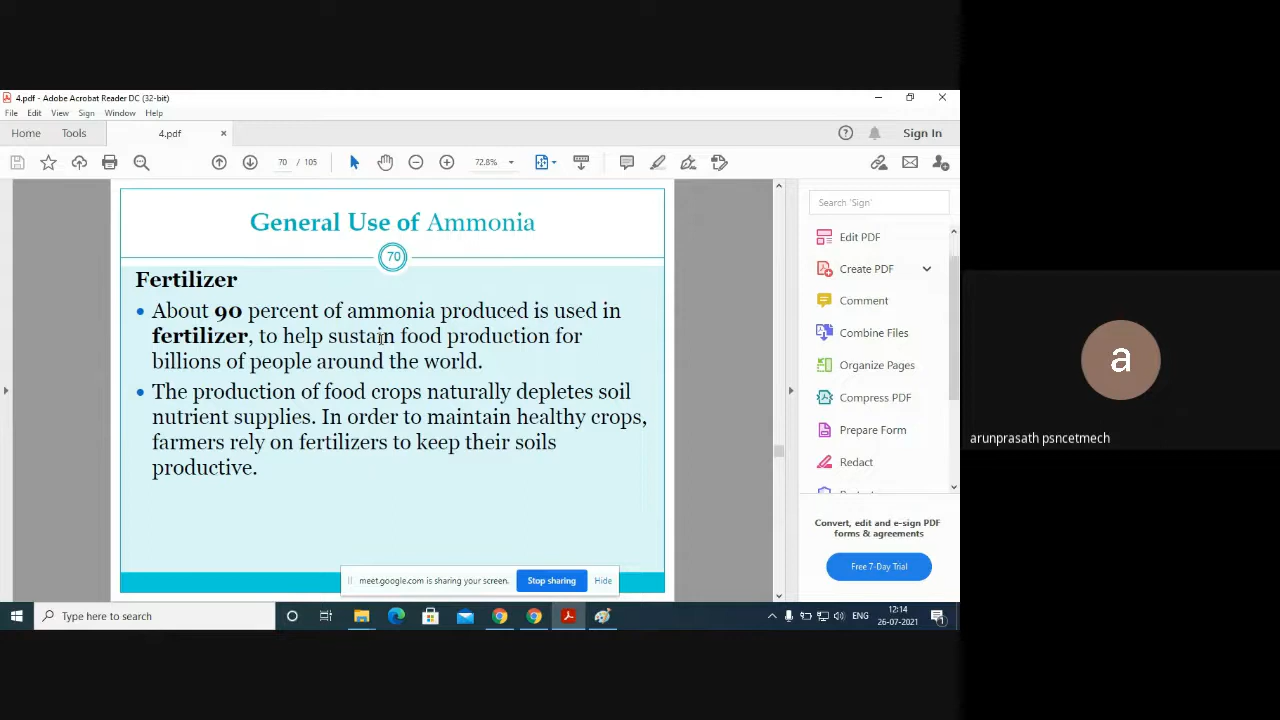 4.pdf - Adobe Acrobat Reader DC (32-bit)
File Edit View Sign Window Help
Home Tools 4.pdf × Sign In
70 / 105 72.8%
General Use of Ammonia
70
Fertilizer
• About 90 percent of ammonia produced is used in
fertilizer, to help sustain food production for
billions of people around the world.
• The production of food crops naturally depletes soil
nutrient supplies. In order to maintain healthy crops,
farmers rely on fertilizers to keep their soils
productive.
Search 'Sign'
Edit PDF
Create PDF
Comment
Combine Files
Organize Pages
Compress PDF
Prepare Form
Redact
Convert, edit and e-sign PDF
forms & agreements
Free 7-Day Trial
meet.google.com is sharing your screen. Stop sharing Hide
Type here to search
ENG
12:14
26-07-2021
1
a
arunprasath psncetmech